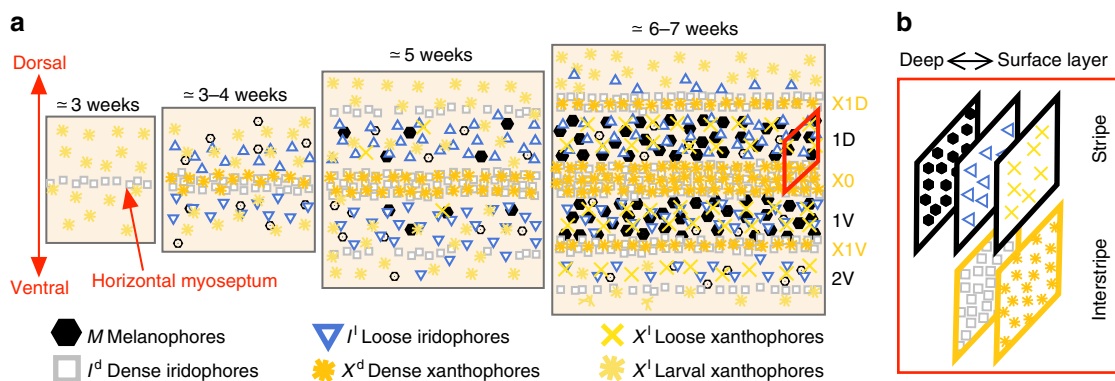 a
b
Dorsal
Ventral
≃ 3 weeks
≃ 3–4 weeks
≃ 5 weeks
≃ 6–7 weeks
Horizontal myoseptum
X1D
1D
X0
1V
X1V
2V
Deep Surface layer
Stripe
Interstripe
M Melanophores
I^l Loose iridophores
X^l Loose xanthophores
I^d Dense iridophores
X^d Dense xanthophores
X^l Larval xanthophores